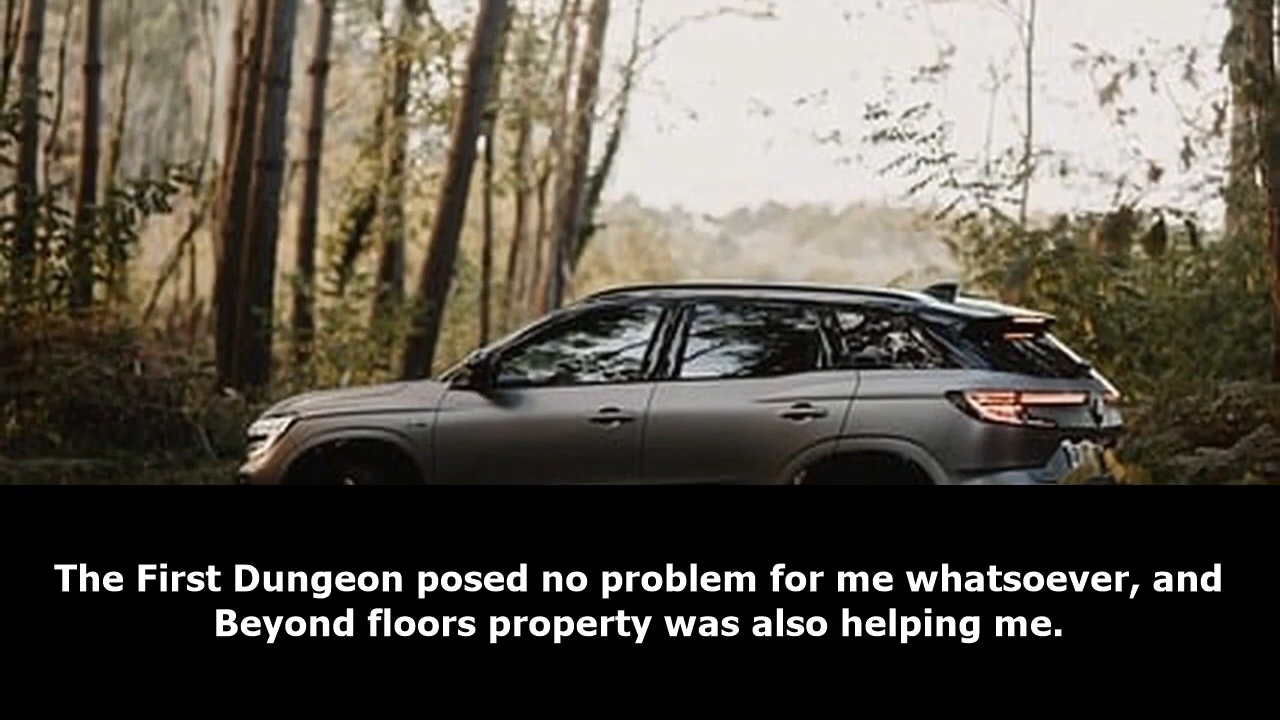 The First Dungeon posed no problem for me whatsoever, and
Beyond floors property was also helping me.